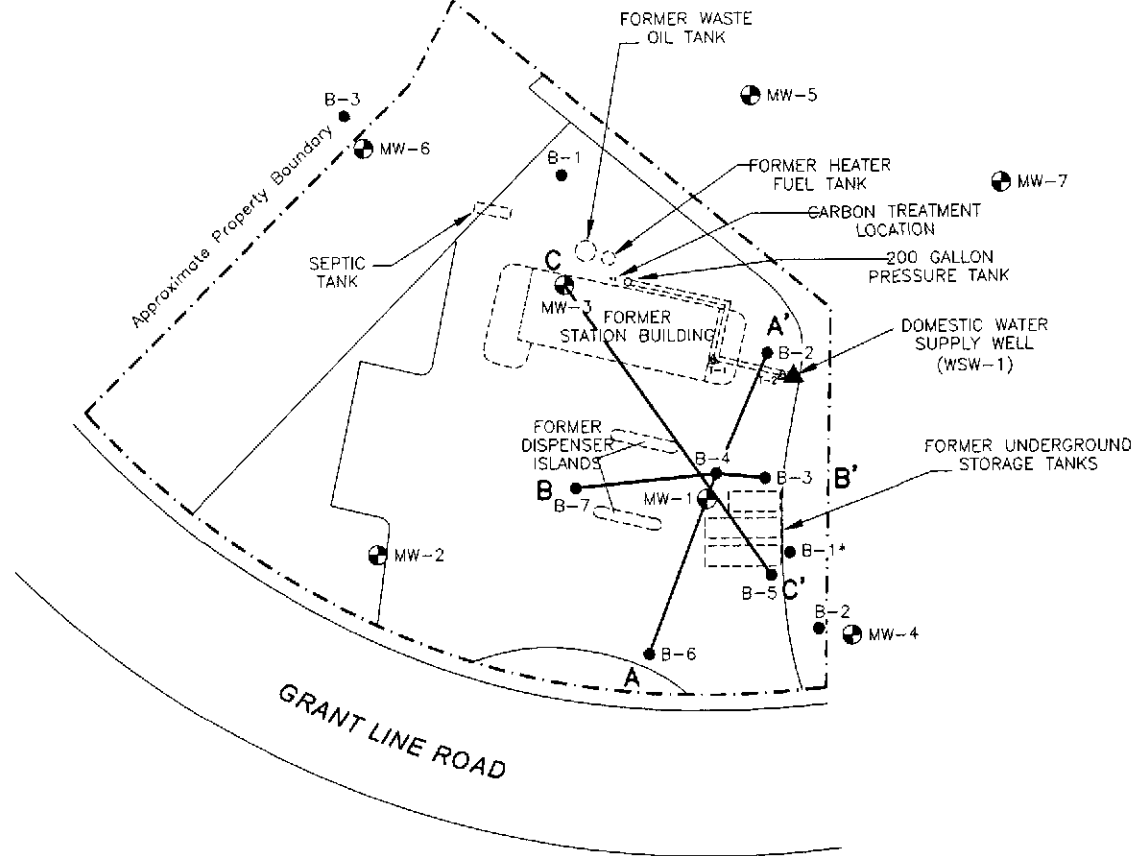 FORMER WASTE
OIL TANK
B-3
MW-6
MW-5
B-1
FORMER HEATER
FUEL TANK
MW-7
CARBON TREATMENT
LOCATION
Approximate Property Boundary
SEPTIC
TANK
200 GALLON
PRESSURE TANK
C
MW-3
FORMER
STATION BUILDING
A'
B-2
DOMESTIC WATER
SUPPLY WELL
(WSW-1)
T-1
T-2
FORMER
DISPENSER
ISLANDS
FORMER UNDERGROUND
STORAGE TANKS
B-4
B-3
B'
B
B-7
MW-1
MW-2
B-1*
B-5
C'
B-2
MW-4
B-6
A
GRANT LINE ROAD